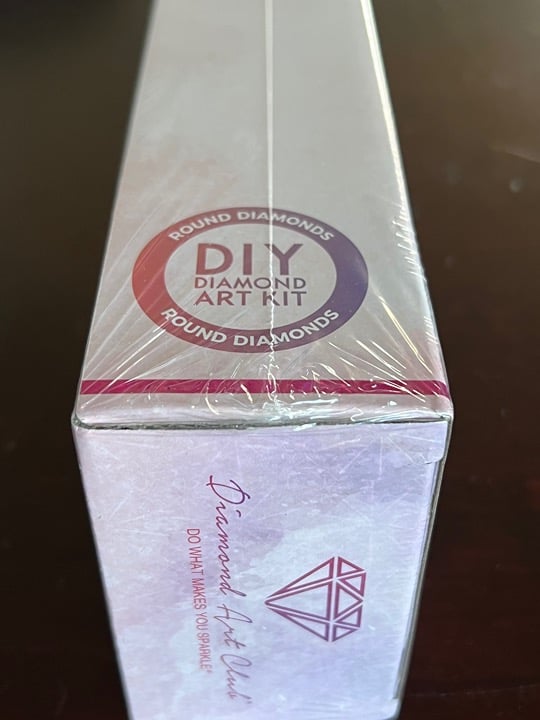 ROUND DIAMONDS
DIY
DIAMOND
ART KIT
ROUND DIAMONDS
Diamond Art Club®
DO WHAT MAKES YOU SPARKLE®